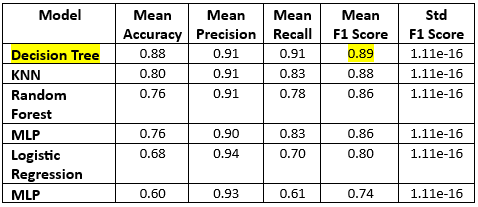 Model Mean Accuracy Mean Precision Mean Recall Mean F1 Score Std F1 Score
Decision Tree 0.88 0.91 0.91 0.89 1.11e-16
KNN 0.80 0.91 0.83 0.88 1.11e-16
Random Forest 0.76 0.91 0.78 0.86 1.11e-16
MLP 0.76 0.90 0.83 0.86 1.11e-16
Logistic Regression 0.68 0.94 0.70 0.80 1.11e-16
MLP 0.60 0.93 0.61 0.74 1.11e-16